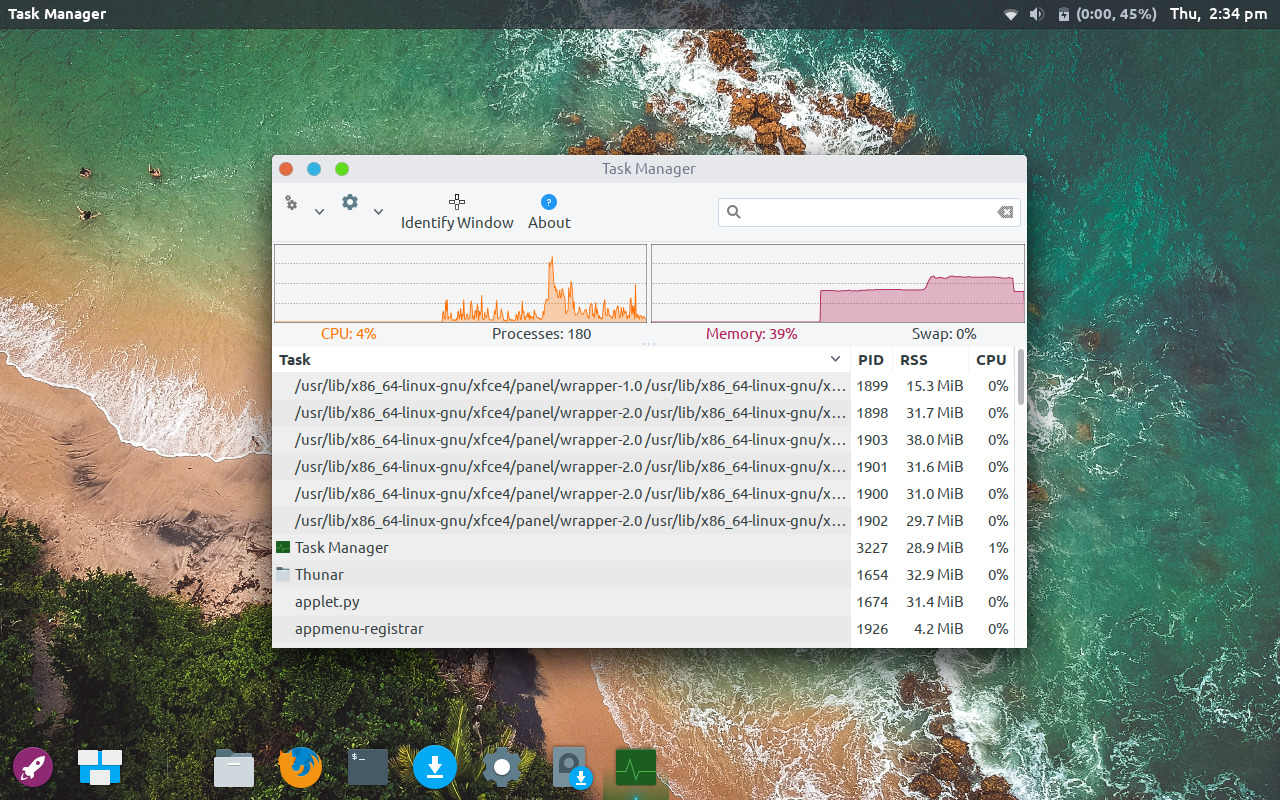 Task Manager
(0:00, 45%) Thu, 2:34 pm
Task Manager
Identify Window About
CPU: 4% Processes: 180 Memory: 39% Swap: 0%
Task PID RSS CPU
/usr/lib/x86_64-linux-gnu/xfce4/panel/wrapper-1.0 /usr/lib/x86_64-linux-gnu/x... 1899 15.3 MiB 0%
/usr/lib/x86_64-linux-gnu/xfce4/panel/wrapper-2.0 /usr/lib/x86_64-linux-gnu/x... 1898 31.7 MiB 0%
/usr/lib/x86_64-linux-gnu/xfce4/panel/wrapper-2.0 /usr/lib/x86_64-linux-gnu/x... 1903 38.0 MiB 0%
/usr/lib/x86_64-linux-gnu/xfce4/panel/wrapper-2.0 /usr/lib/x86_64-linux-gnu/x... 1901 31.6 MiB 0%
/usr/lib/x86_64-linux-gnu/xfce4/panel/wrapper-2.0 /usr/lib/x86_64-linux-gnu/x... 1900 31.0 MiB 0%
/usr/lib/x86_64-linux-gnu/xfce4/panel/wrapper-2.0 /usr/lib/x86_64-linux-gnu/x... 1902 29.7 MiB 0%
Task Manager 3227 28.9 MiB 1%
Thunar 1654 32.9 MiB 0%
applet.py 1674 31.4 MiB 0%
appmenu-registrar 1926 4.2 MiB 0%
$_